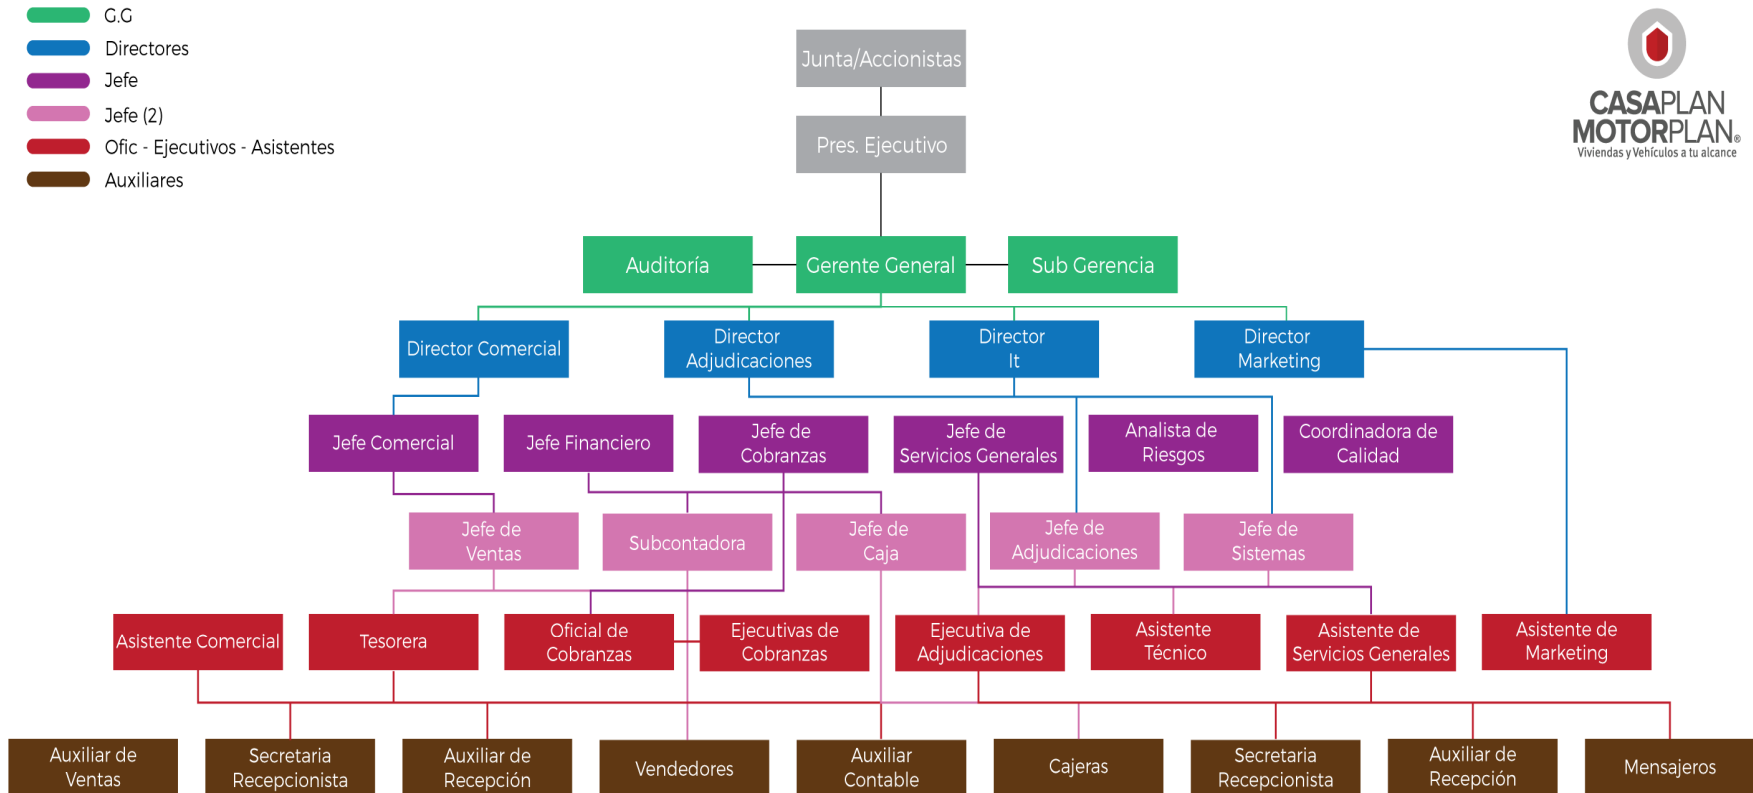 G.G
Directores
Jefe
Jefe (2)
Ofic - Ejecutivos - Asistentes
Auxiliares
CASAPLAN
MOTORPLAN®
Viviendas y Vehículos a tu alcance
Junta/Accionistas
Pres. Ejecutivo
Auditoría
Gerente General
Sub Gerencia
Director Comercial
Director
Adjudicaciones
Director
It
Director
Marketing
Jefe Comercial
Jefe Financiero
Jefe de
Cobranzas
Jefe de
Servicios Generales
Analista de
Riesgos
Coordinadora de
Calidad
Jefe de
Ventas
Subcontadora
Jefe de
Caja
Jefe de
Adjudicaciones
Jefe de
Sistemas
Asistente Comercial
Tesorera
Oficial de
Cobranzas
Ejecutivas de
Cobranzas
Ejecutiva de
Adjudicaciones
Asistente
Técnico
Asistente de
Servicios Generales
Asistente de
Marketing
Auxiliar de
Ventas
Secretaria
Recepcionista
Auxiliar de
Recepción
Vendedores
Auxiliar
Contable
Cajeras
Secretaria
Recepcionista
Auxiliar de
Recepción
Mensajeros